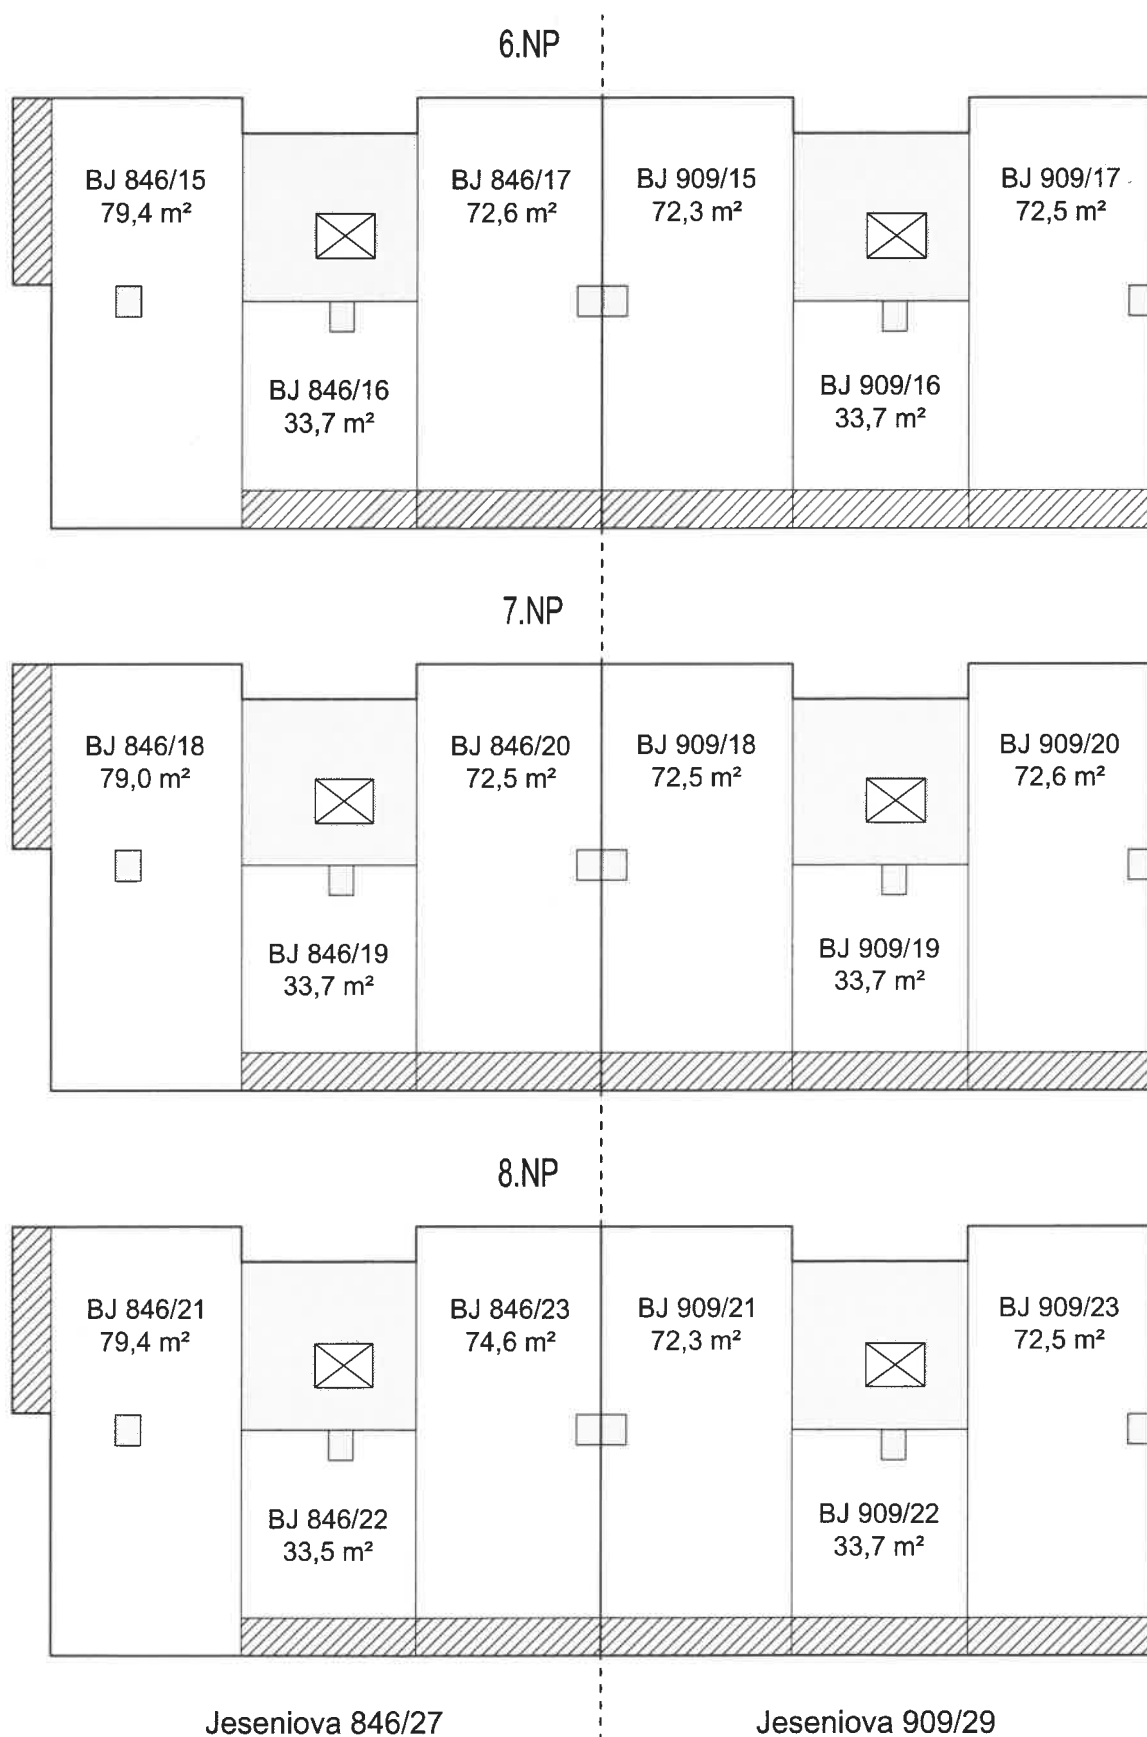 6.NP
BJ 846/15
79,4 m²
BJ 846/17
72,6 m²
BJ 909/15
72,3 m²
BJ 909/17
72,5 m²
BJ 846/16
33,7 m²
BJ 909/16
33,7 m²
7.NP
BJ 846/18
79,0 m²
BJ 846/20
72,5 m²
BJ 909/18
72,5 m²
BJ 909/20
72,6 m²
BJ 846/19
33,7 m²
BJ 909/19
33,7 m²
8.NP
BJ 846/21
79,4 m²
BJ 846/23
74,6 m²
BJ 909/21
72,3 m²
BJ 909/23
72,5 m²
BJ 846/22
33,5 m²
BJ 909/22
33,7 m²
Jeseniova 846/27
Jeseniova 909/29